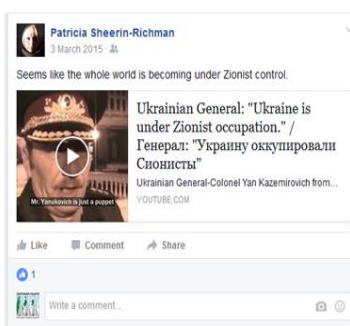 Patricia Sheerin-Richman
3 March 2015 ·
Seems like the whole world is becoming under Zionist control.
Ukrainian General: "Ukraine is
under Zionist occupation." /
Генерал: "Украину оккупировали
Сионисты"
Ukrainian General-Colonel Yan Kazemirovich from...
YOUTUBE.COM
Mr. Yanukovich is just a puppet
Like Comment Share
1
Write a comment...